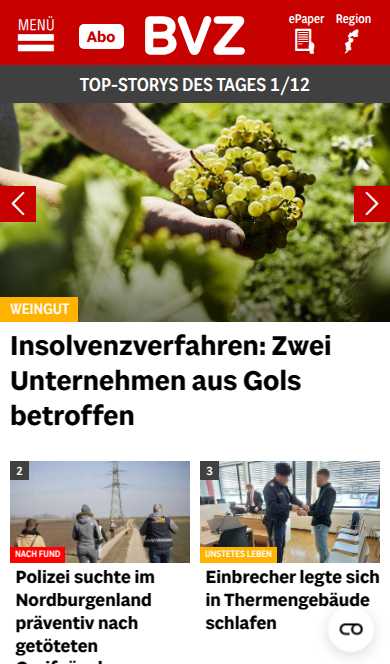 MENÜ
Abo
BVZ
ePaper
Region
TOP-STORYS DES TAGES 1/12
WEINGUT
Insolvenzverfahren: Zwei
Unternehmen aus Gols
betroffen
2
NACH FUND
Polizei suchte im
Nordburgenland
präventiv nach
getöteten
3
UNSTETES LEBEN
Einbrecher legte sich
in Thermengebäude
schlafen